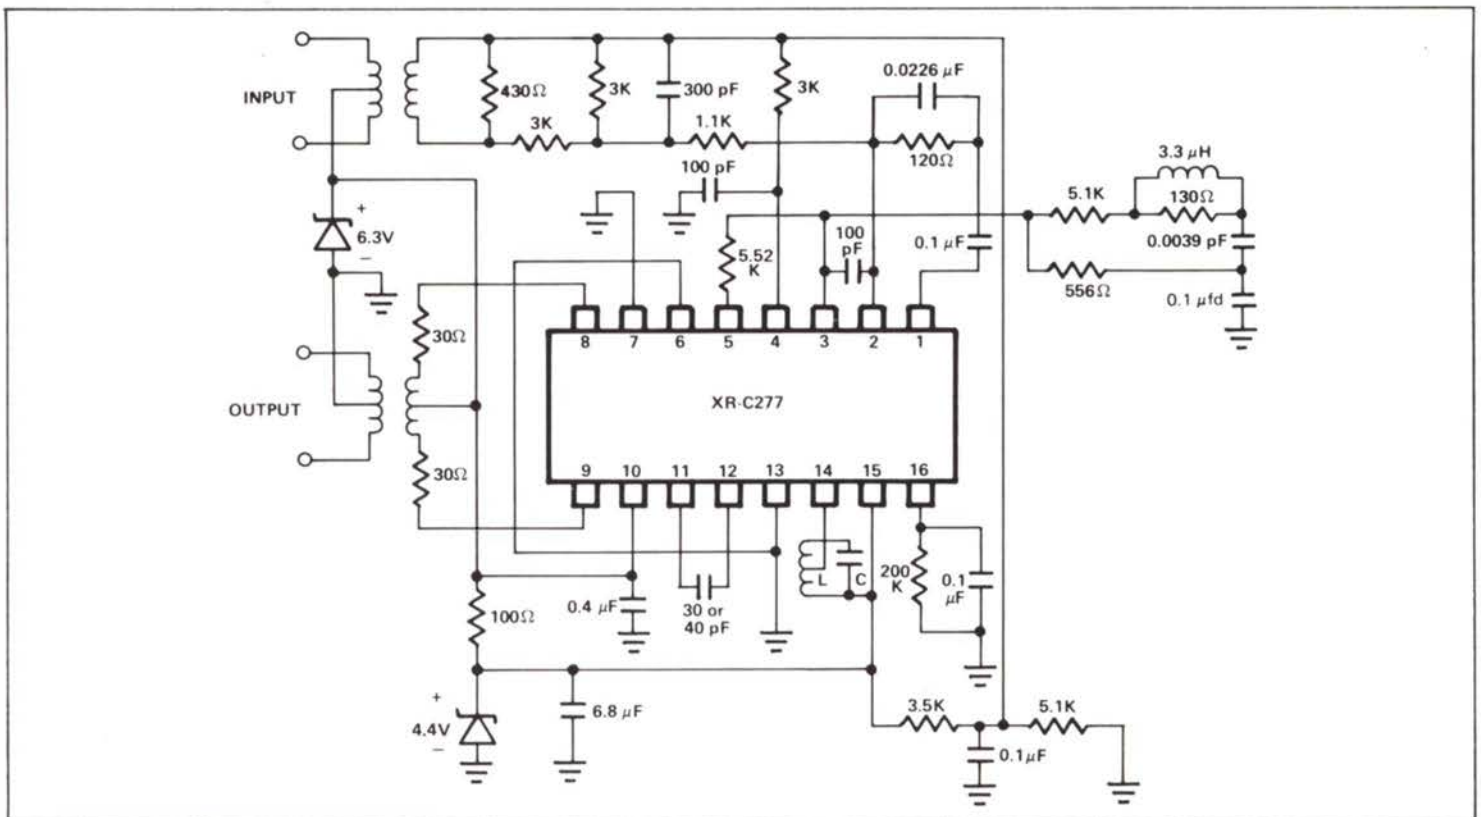 INPUT
430Ω
3K
3K
300 pF
3K
1.1K
0.0226 μF
120Ω
100 pF
3.3 μH
5.1K
130Ω
0.0039 pF
556Ω
0.1 μfd
+
6.3V
−
5.52
K
100
pF
0.1 μF
30Ω
8 7 6 5 4 3 2 1
XR-C277
OUTPUT
30Ω
9 10 11 12 13 14 15 16
L C
200
K
0.1
μF
100Ω
0.4 μF
30 or
40 pF
+
4.4V
−
6.8 μF
3.5K
5.1K
0.1μF